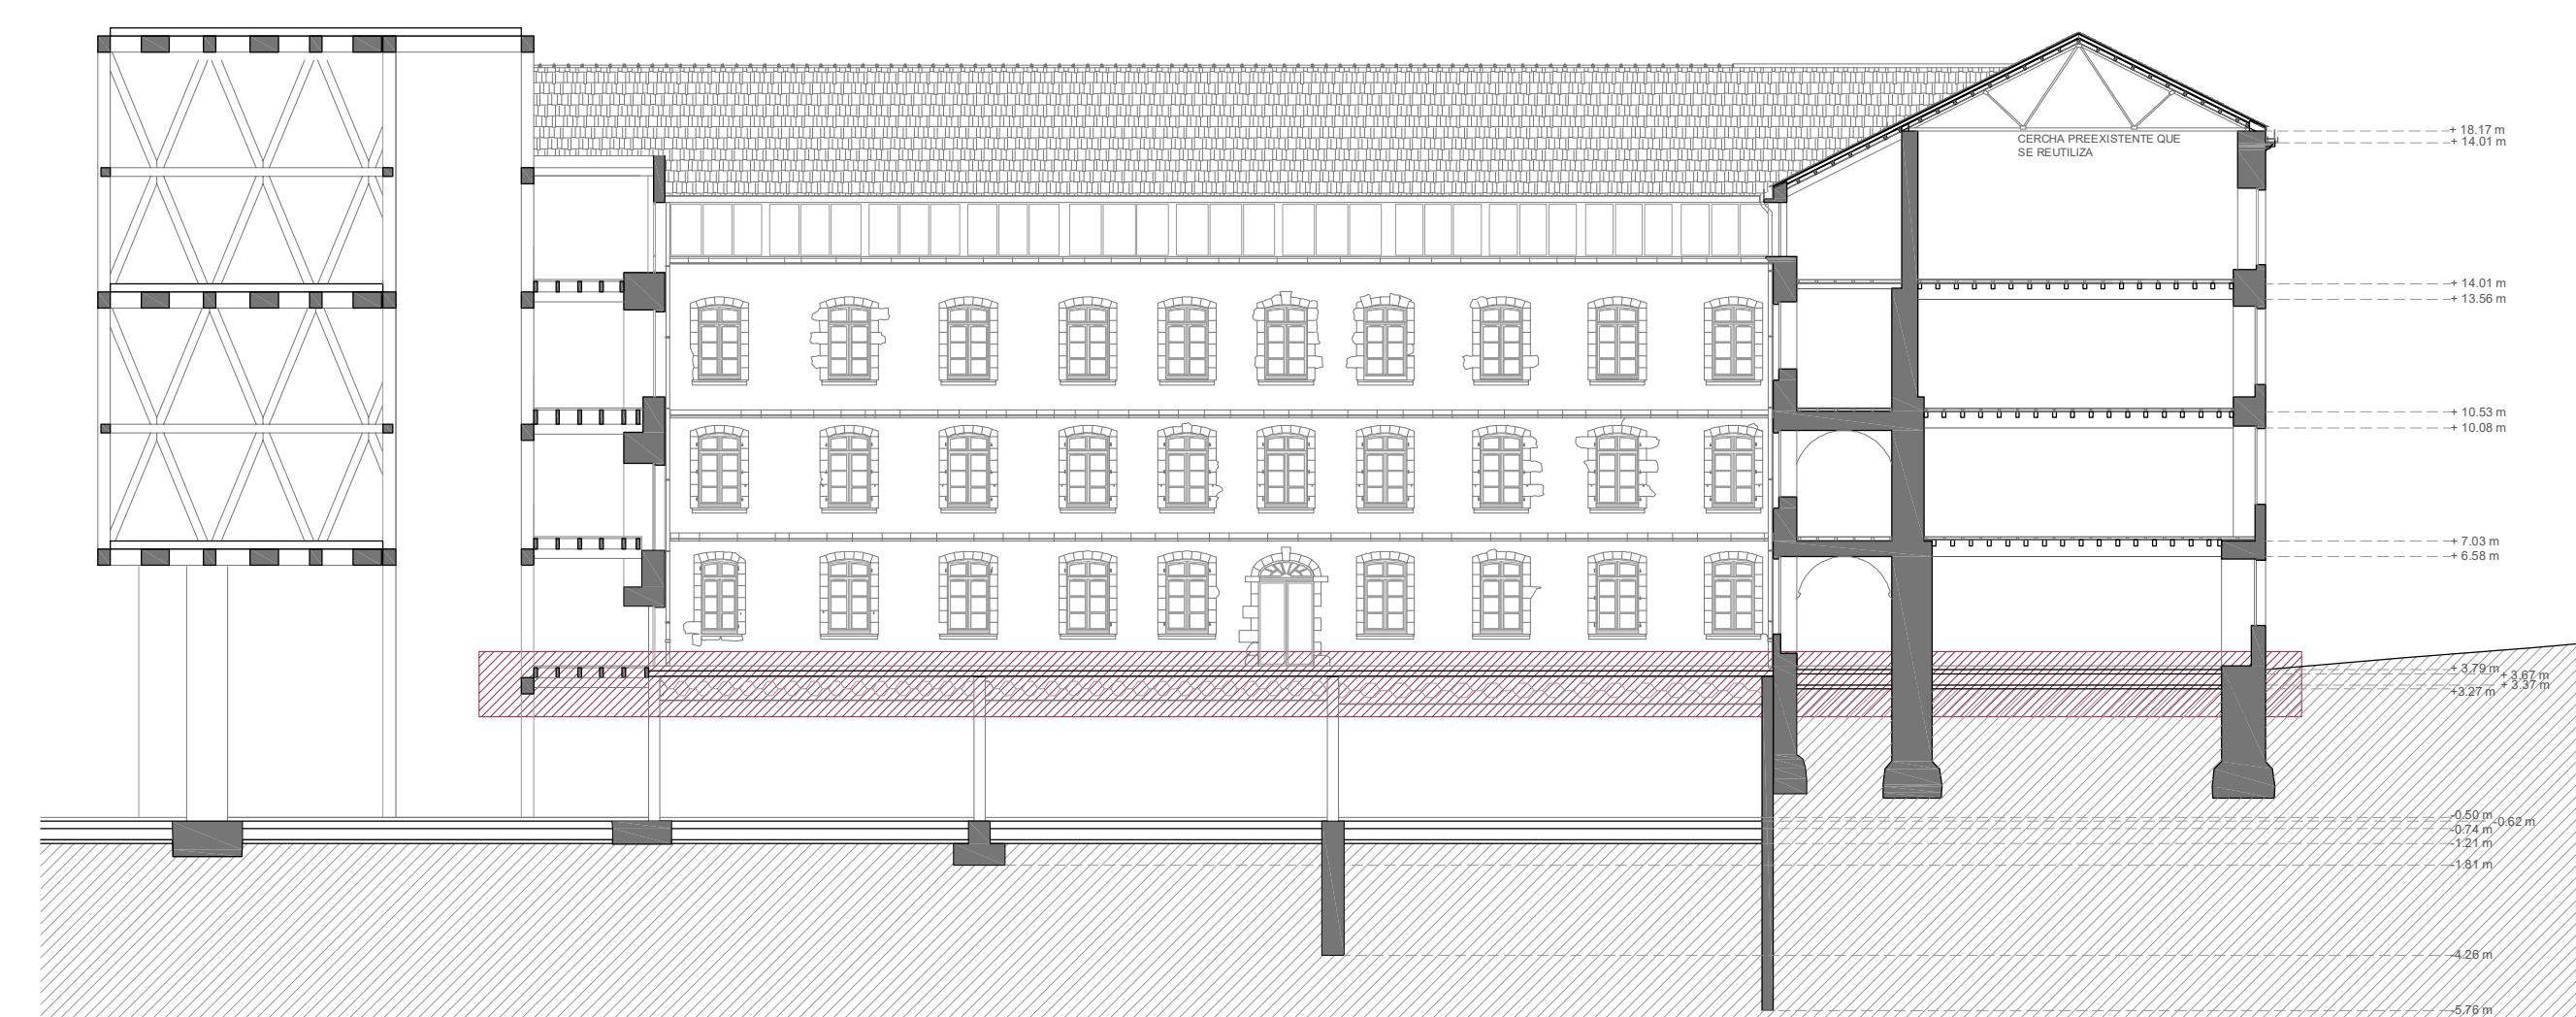 CERCHA PREEXISTENTE QUE
SE REUTILIZA
+ 18.17 m
+ 14.01 m
+ 14.01 m
+ 13.56 m
+ 10.53 m
+ 10.08 m
+ 7.03 m
+ 6.58 m
+ 3.79 m
+ 3.67 m
+ 3.37 m
+3.27 m
-0.50 m
-0.62 m
-0.74 m
-1.21 m
-1.81 m
-4.26 m
-5.76 m